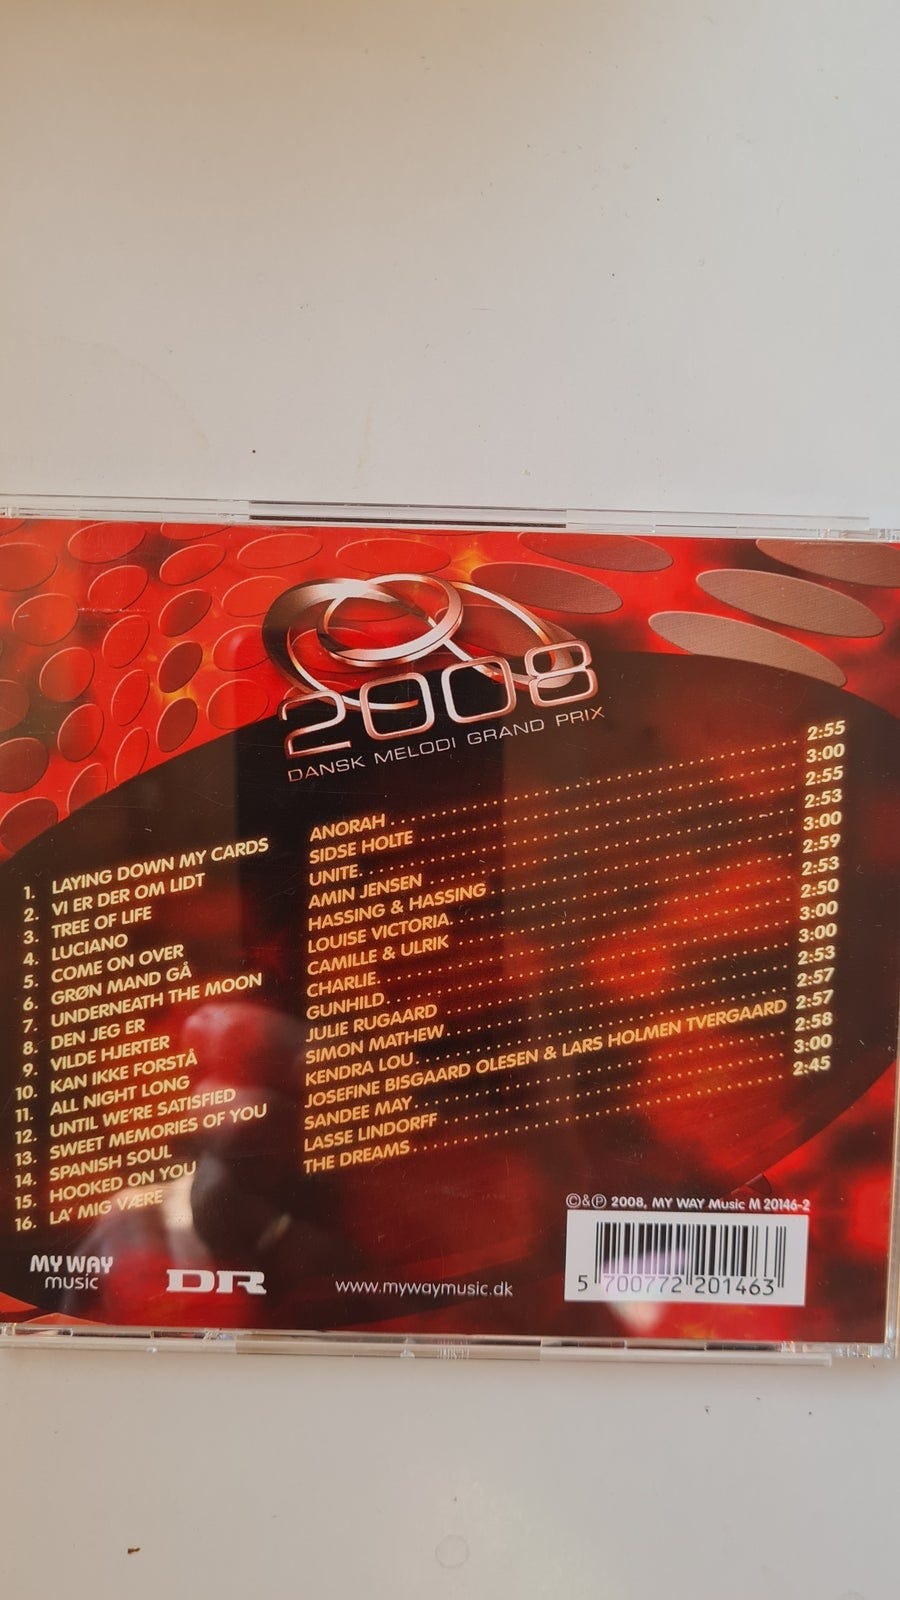 2008
DANSK MELODI GRAND PRIX
1. LAYING DOWN MY CARDS ANORAH 2:55
2. VI ER DER OM LIDT SIDSE HOLTE 3:00
3. TREE OF LIFE UNITE 2:55
4. LUCIANO AMIN JENSEN 2:53
5. COME ON OVER HASSING & HASSING 3:00
6. GRØN MAND GÅ LOUISE VICTORIA 2:59
7. UNDERNEATH THE MOON CAMILLE & ULRIK 2:53
8. DEN JEG ER CHARLIE 2:50
9. VILDE HJERTER GUNHILD 3:00
10. KAN IKKE FORSTÅ JULIE RUGAARD 3:00
11. ALL NIGHT LONG SIMON MATHEW 2:53
12. UNTIL WE'RE SATISFIED KENDRA LOU 2:57
13. SWEET MEMORIES OF YOU JOSEFINE BISGAARD OLESEN & LARS HOLMEN TVERGAARD 2:57
14. SPANISH SOUL SANDEE MAY 2:58
15. HOOKED ON YOU LASSE LINDORFF 3:00
16. LA' MIG VÆRE THE DREAMS 2:45
©&℗ 2008, MY WAY Music M 20146-2
MY WAY
music
DR
www.mywaymusic.dk
5 700772 201463